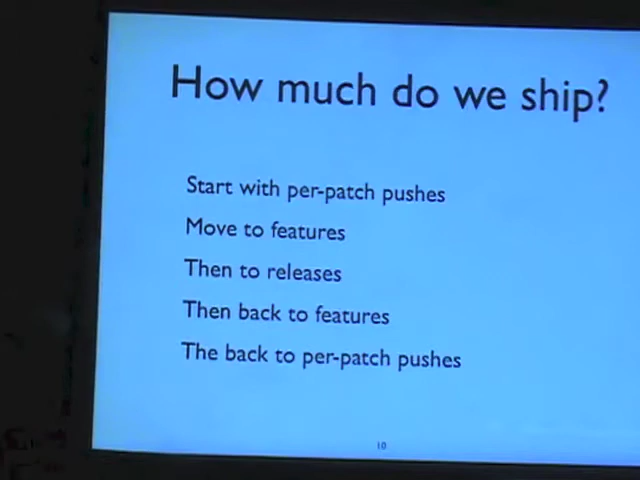 How much do we ship?
Start with per-patch pushes
Move to features
Then to releases
Then back to features
The back to per-patch pushes
10